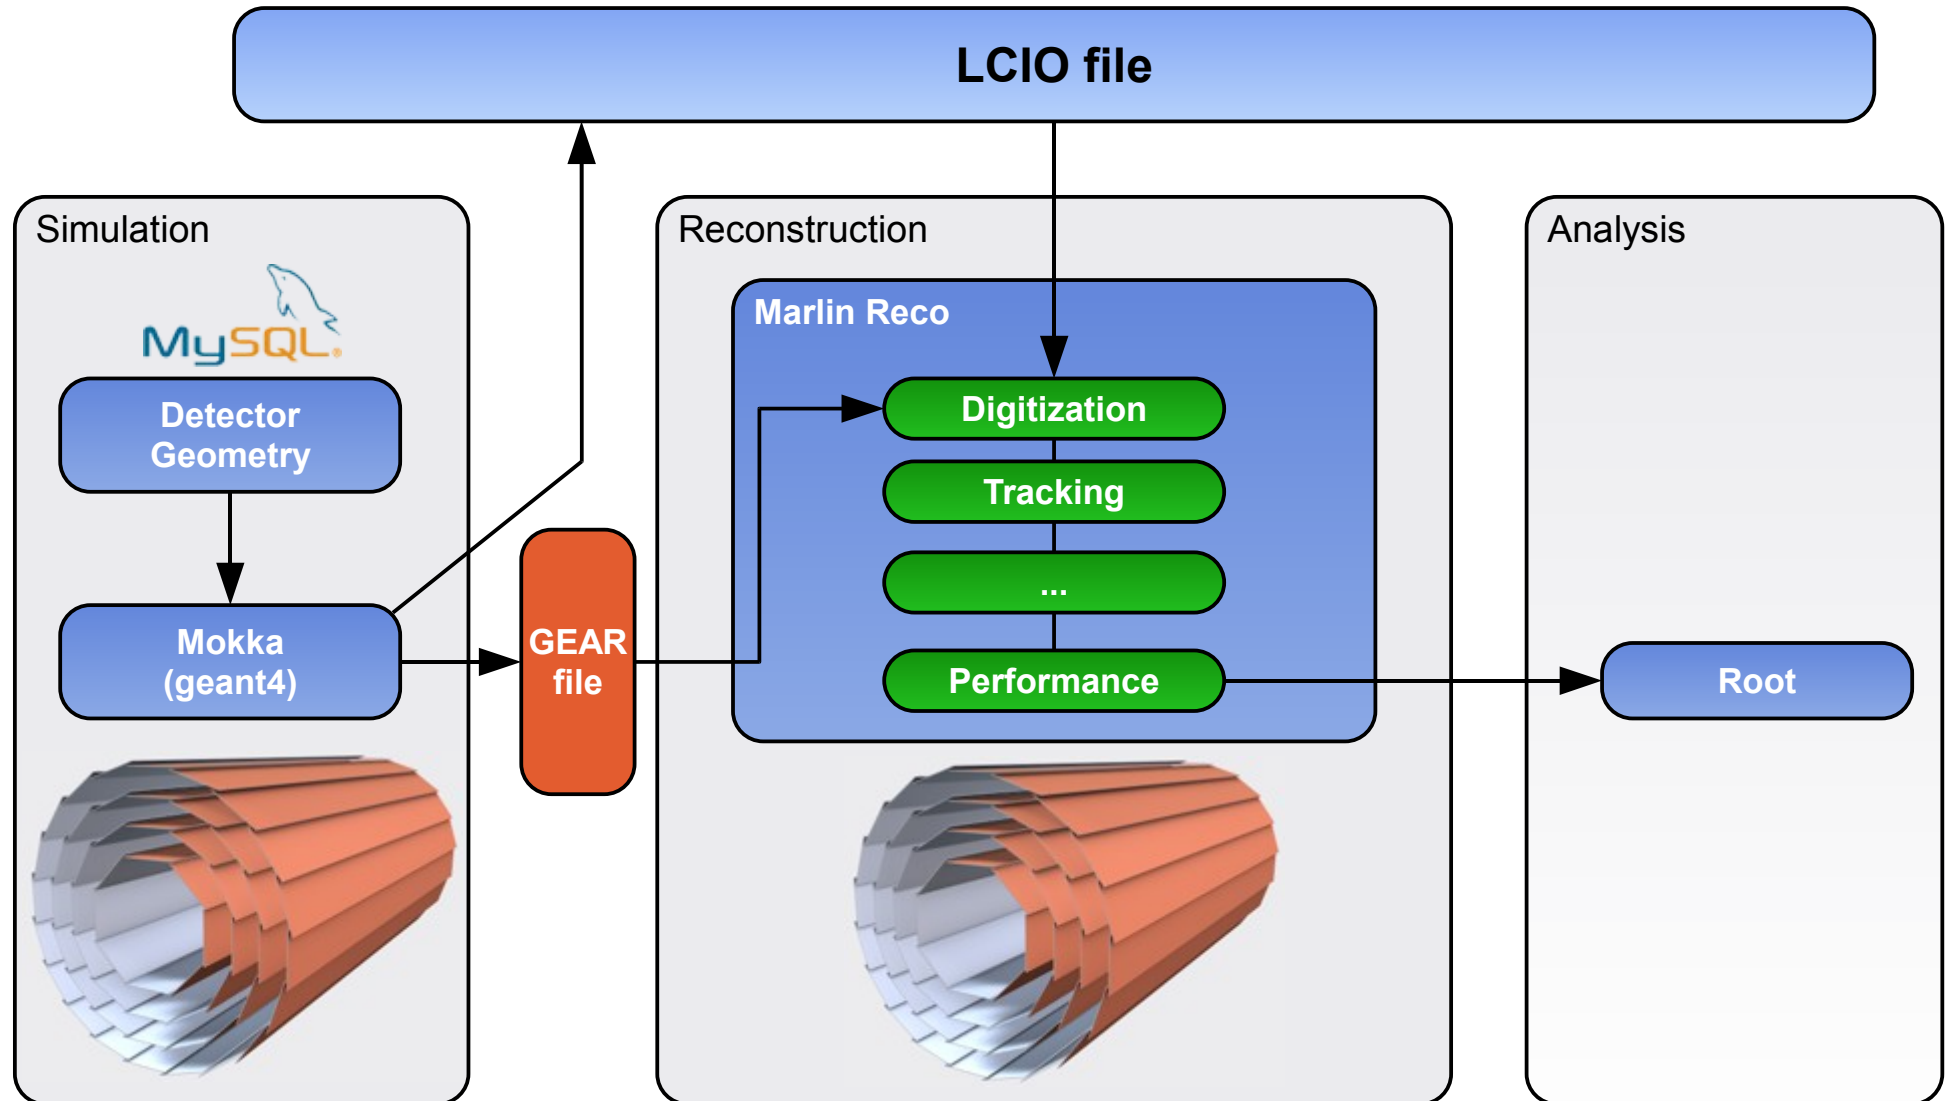 LCIO file
Simulation
MySQL®
Detector
Geometry
Mokka
(geant4)
GEAR
file
Reconstruction
Marlin Reco
Digitization
Tracking
...
Performance
Analysis
Root